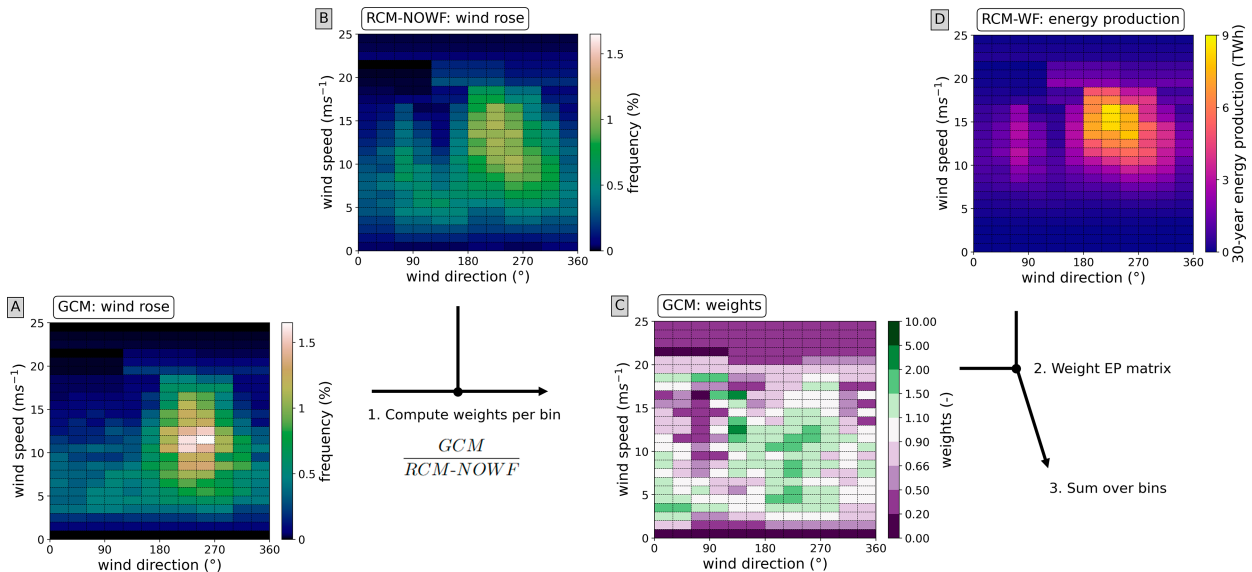 B
RCM-NOWF: wind rose
25
20
15
10
5
0
wind speed (ms⁻¹)
0 90 180 270 360
wind direction (°)
1.5
1
0.5
0
frequency (%)
D
RCM-WF: energy production
25
20
15
10
5
0
wind speed (ms⁻¹)
0 90 180 270 360
wind direction (°)
9
6
3
0
30-year energy production (TWh)
A
GCM: wind rose
25
20
15
10
5
0
wind speed (ms⁻¹)
0 90 180 270 360
wind direction (°)
1.5
1
0.5
0
frequency (%)
1. Compute weights per bin
GCM
RCM-NOWF
C
GCM: weights
25
20
15
10
5
0
wind speed (ms⁻¹)
0 90 180 270 360
wind direction (°)
10.00
5.00
2.00
1.50
1.10
0.90
0.66
0.50
0.20
0.00
weights (-)
2. Weight EP matrix
3. Sum over bins